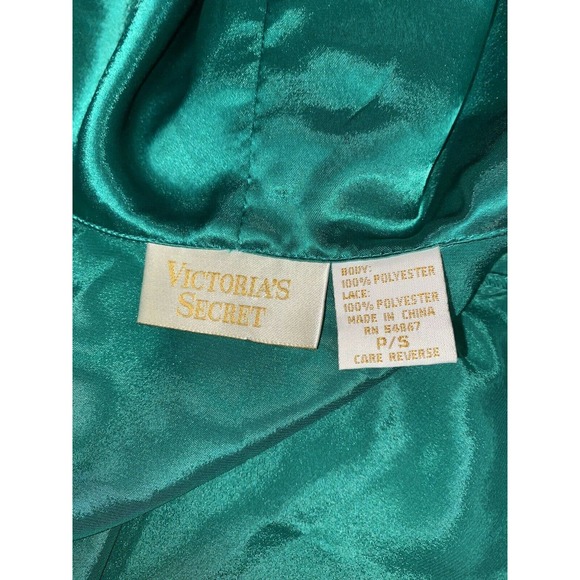 VICTORIA'S
SECRET
BODY:
100% POLYESTER
LACE:
100% POLYESTER
MADE IN CHINA
RN 54867
P/S
CARE REVERSE